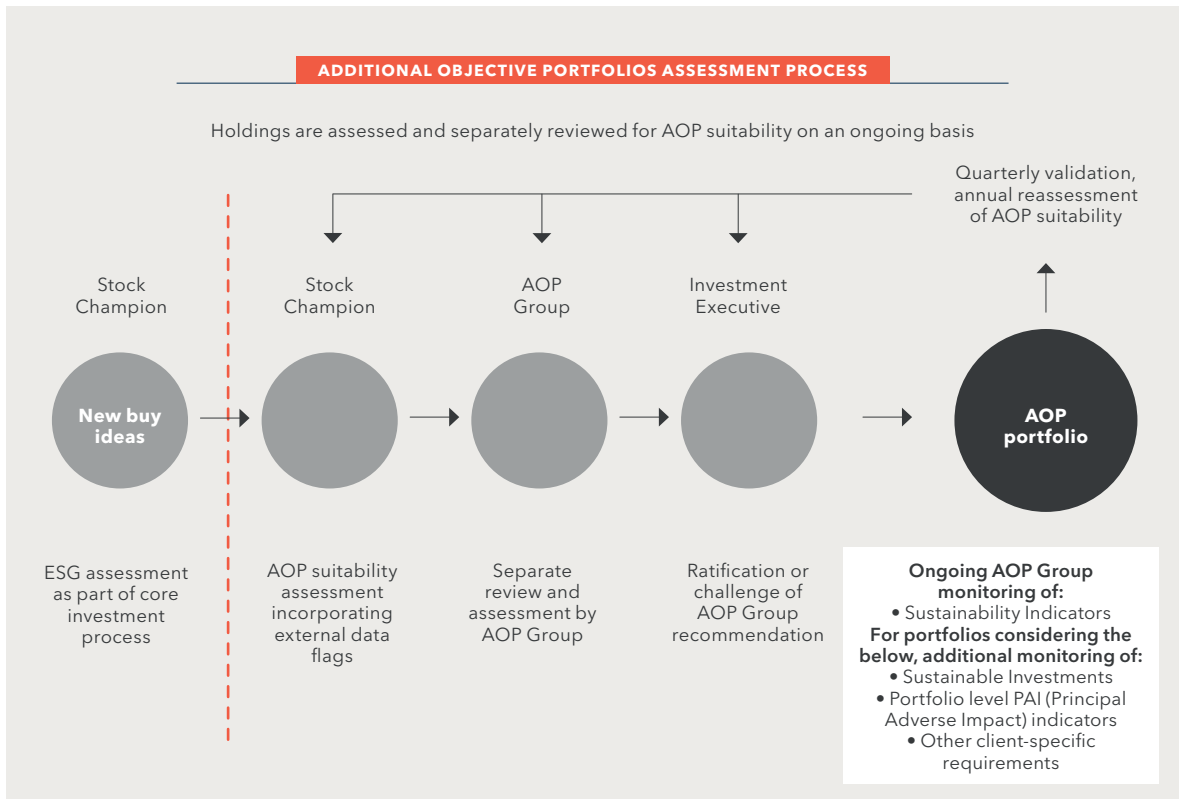 ADDITIONAL OBJECTIVE PORTFOLIOS ASSESSMENT PROCESS
Holdings are assessed and separately reviewed for AOP suitability on an ongoing basis
Quarterly validation,
annual reassessment
of AOP suitability
Stock
Champion
Stock
Champion
AOP
Group
Investment
Executive
New buy
ideas
AOP
portfolio
ESG assessment
as part of core
investment
process
AOP suitability
assessment
incorporating
external data
flags
Separate
review and
assessment by
AOP Group
Ratification or
challenge of
AOP Group
recommendation
Ongoing AOP Group
monitoring of:
• Sustainability Indicators
For portfolios considering the
below, additional monitoring of:
• Sustainable Investments
• Portfolio level PAI (Principal
Adverse Impact) indicators
• Other client-specific
requirements